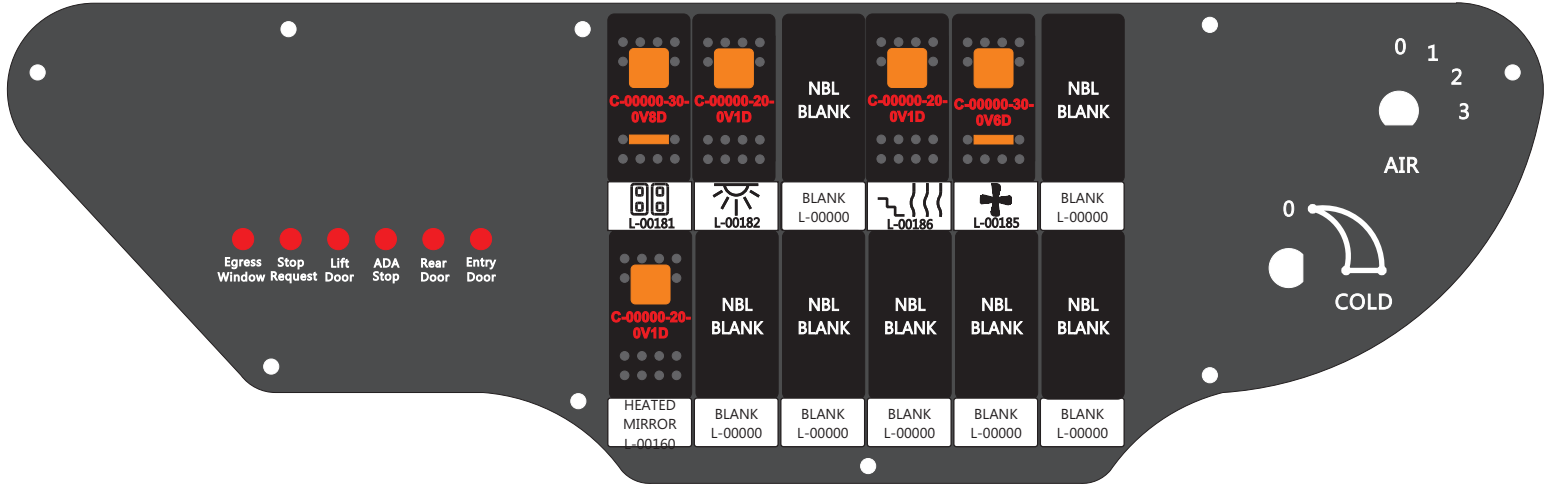 0
1
2
3
AIR
C-00000-30-
0V8D
C-00000-20-
0V1D
NBL
BLANK
C-00000-20-
0V1D
C-00000-30-
0V6D
NBL
BLANK
L-00181
L-00182
BLANK
L-00000
L-00186
L-00185
BLANK
L-00000
0
COLD
Egress
Window
Stop
Request
Lift
Door
ADA
Stop
Rear
Door
Entry
Door
C-00000-20-
0V1D
NBL
BLANK
NBL
BLANK
NBL
BLANK
NBL
BLANK
NBL
BLANK
HEATED
MIRROR
L-00160
BLANK
L-00000
BLANK
L-00000
BLANK
L-00000
BLANK
L-00000
BLANK
L-00000